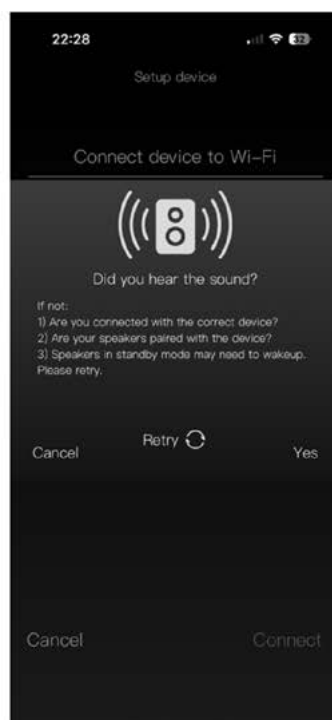 22:28
32
Setup device
Connect device to Wi-Fi
Did you hear the sound?
If not:
1) Are you connected with the correct device?
2) Are your speakers paired with the device?
3) Speakers in standby mode may need to wakeup.
Please retry.
Cancel
Retry
Yes
Cancel
Connect